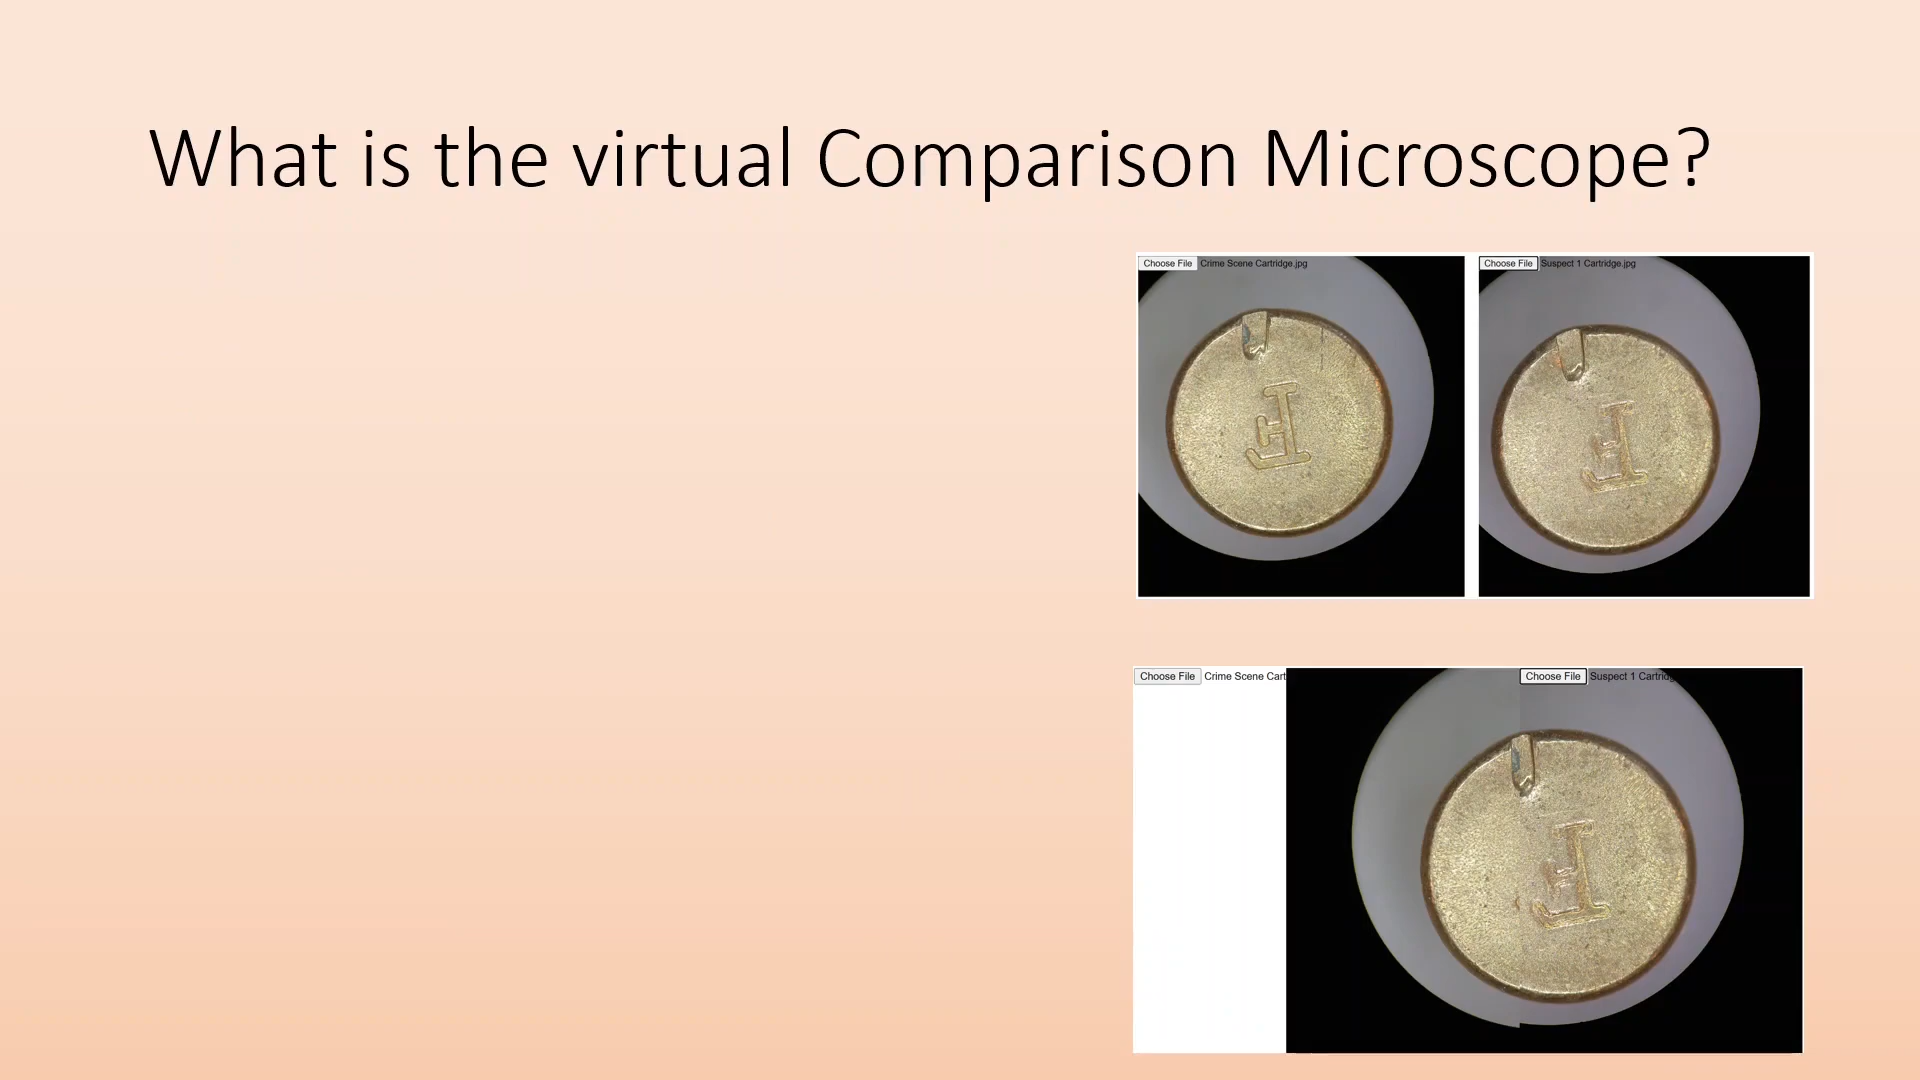 What is the virtual Comparison Microscope?
Choose File Crime Scene Cartridge.jpg
Choose File Suspect 1 Cartridge.jpg
F
F
Choose File Crime Scene Cart
Choose File Suspect 1 Cartridg
F